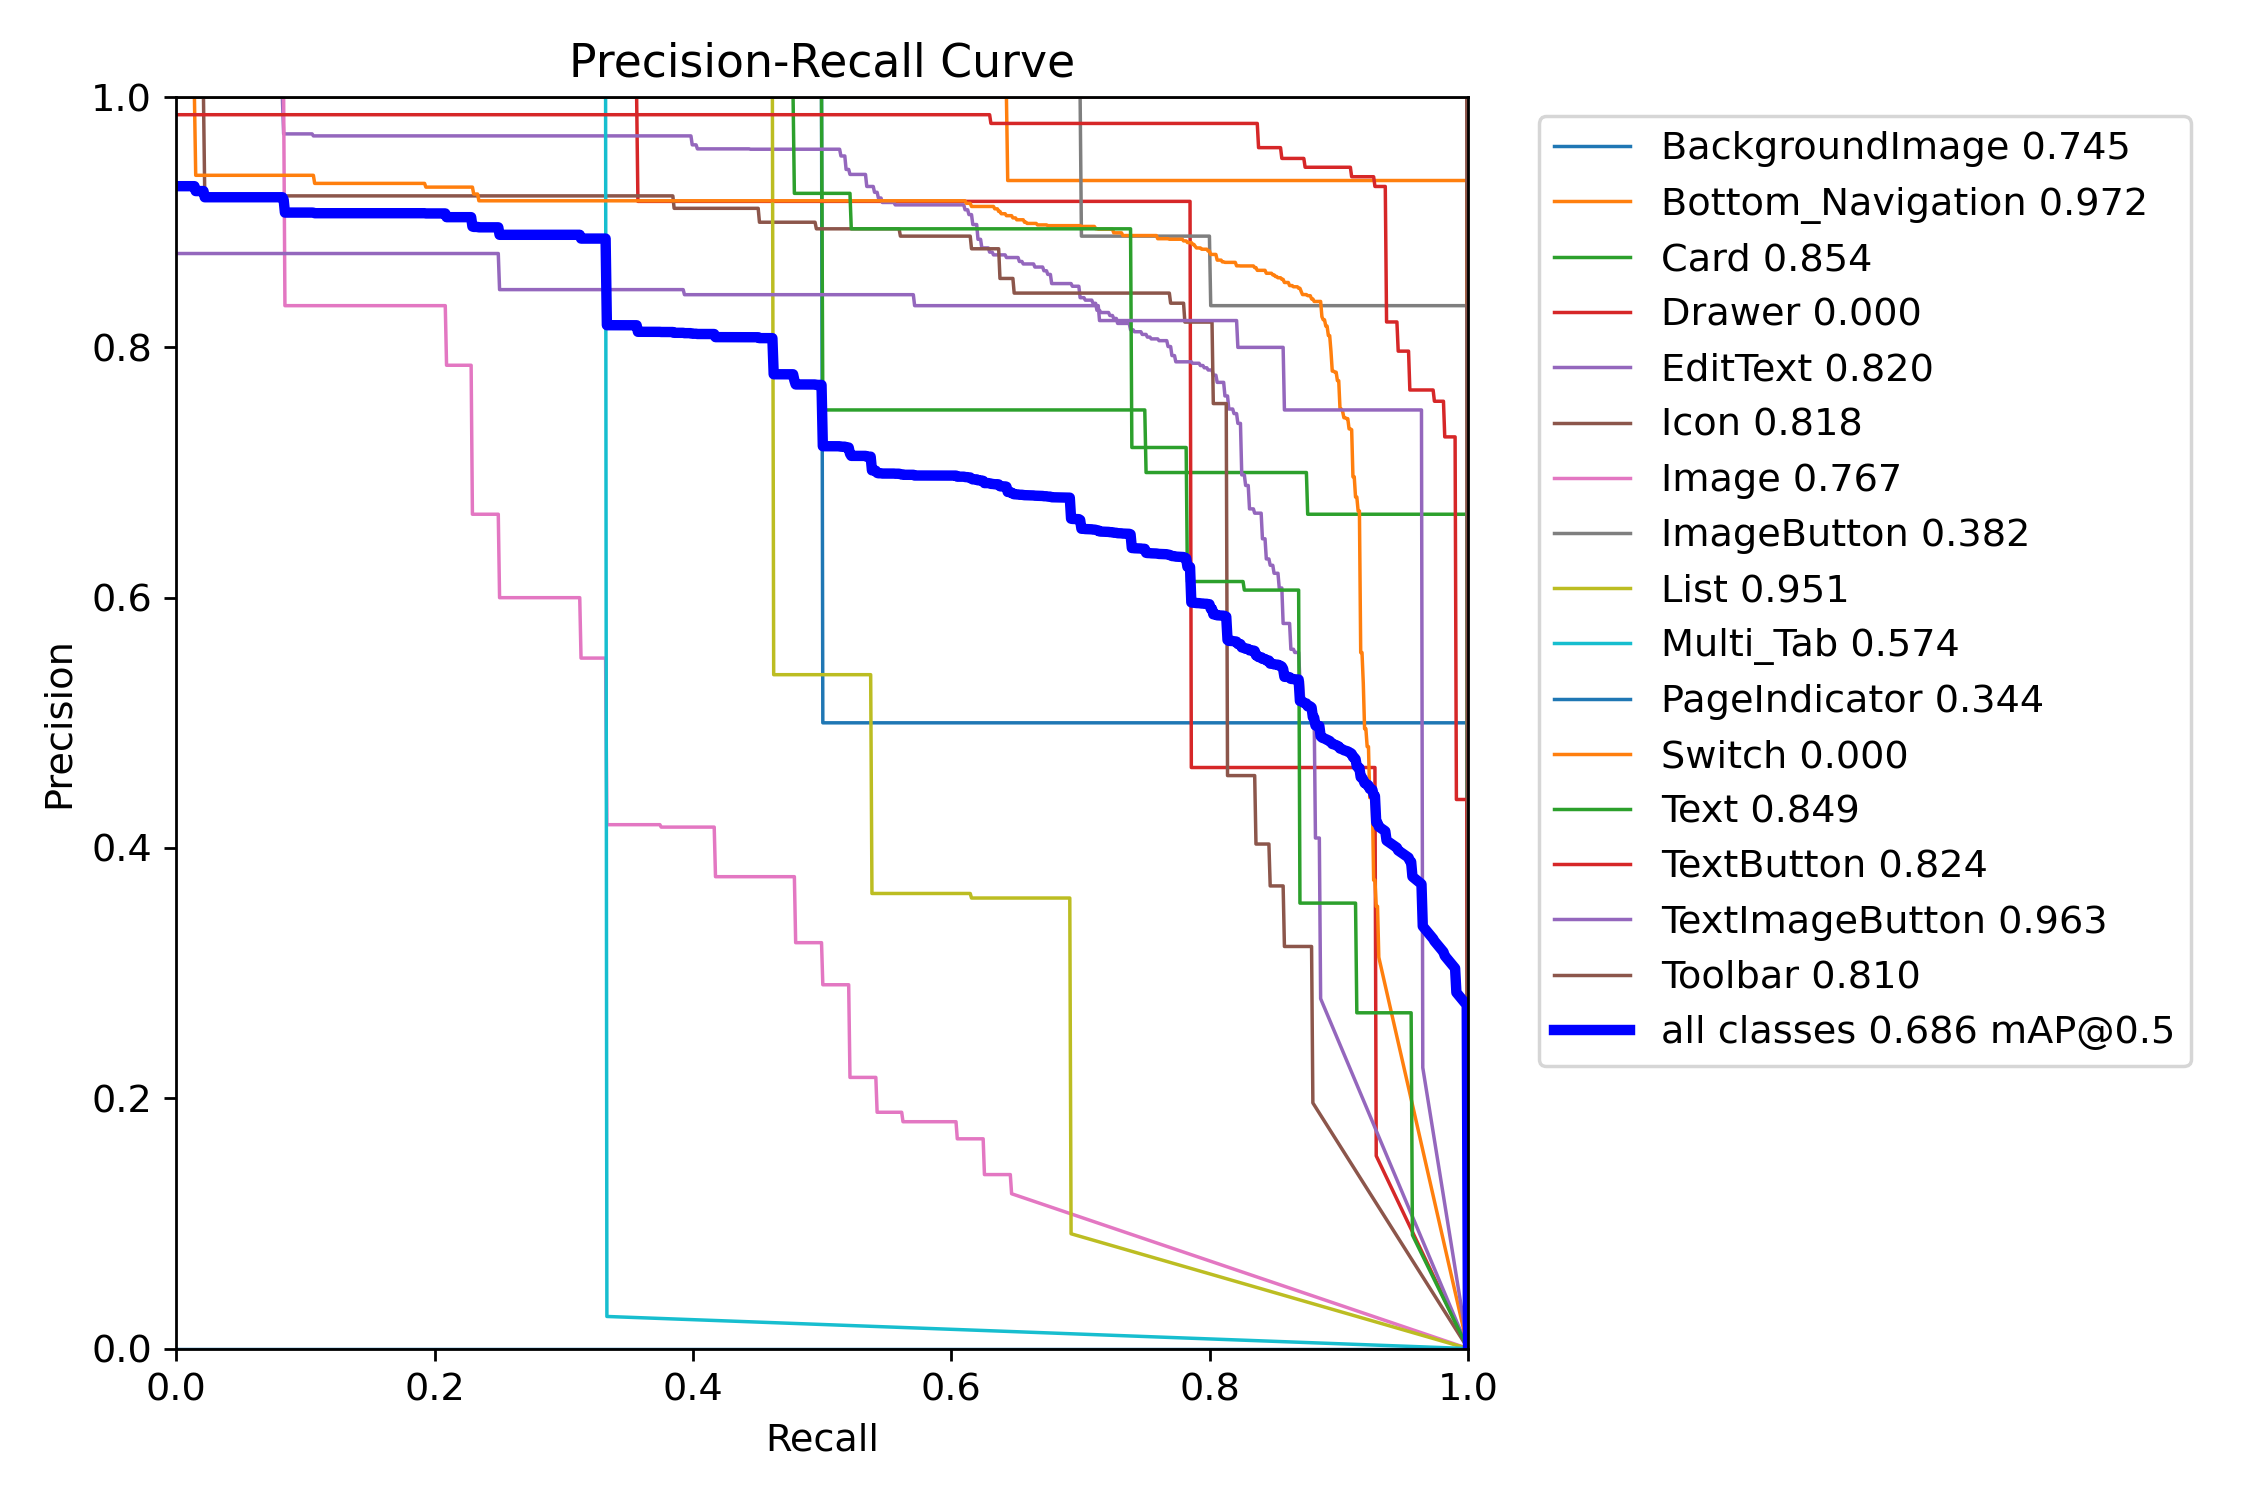 Precision-Recall Curve
1.0
0.8
0.6
0.4
0.2
0.0
Precision
0.0 0.2 0.4 0.6 0.8 1.0
Recall
BackgroundImage 0.745
Bottom_Navigation 0.972
Card 0.854
Drawer 0.000
EditText 0.820
Icon 0.818
Image 0.767
ImageButton 0.382
List 0.951
Multi_Tab 0.574
PageIndicator 0.344
Switch 0.000
Text 0.849
TextButton 0.824
TextImageButton 0.963
Toolbar 0.810
all classes 0.686 mAP@0.5